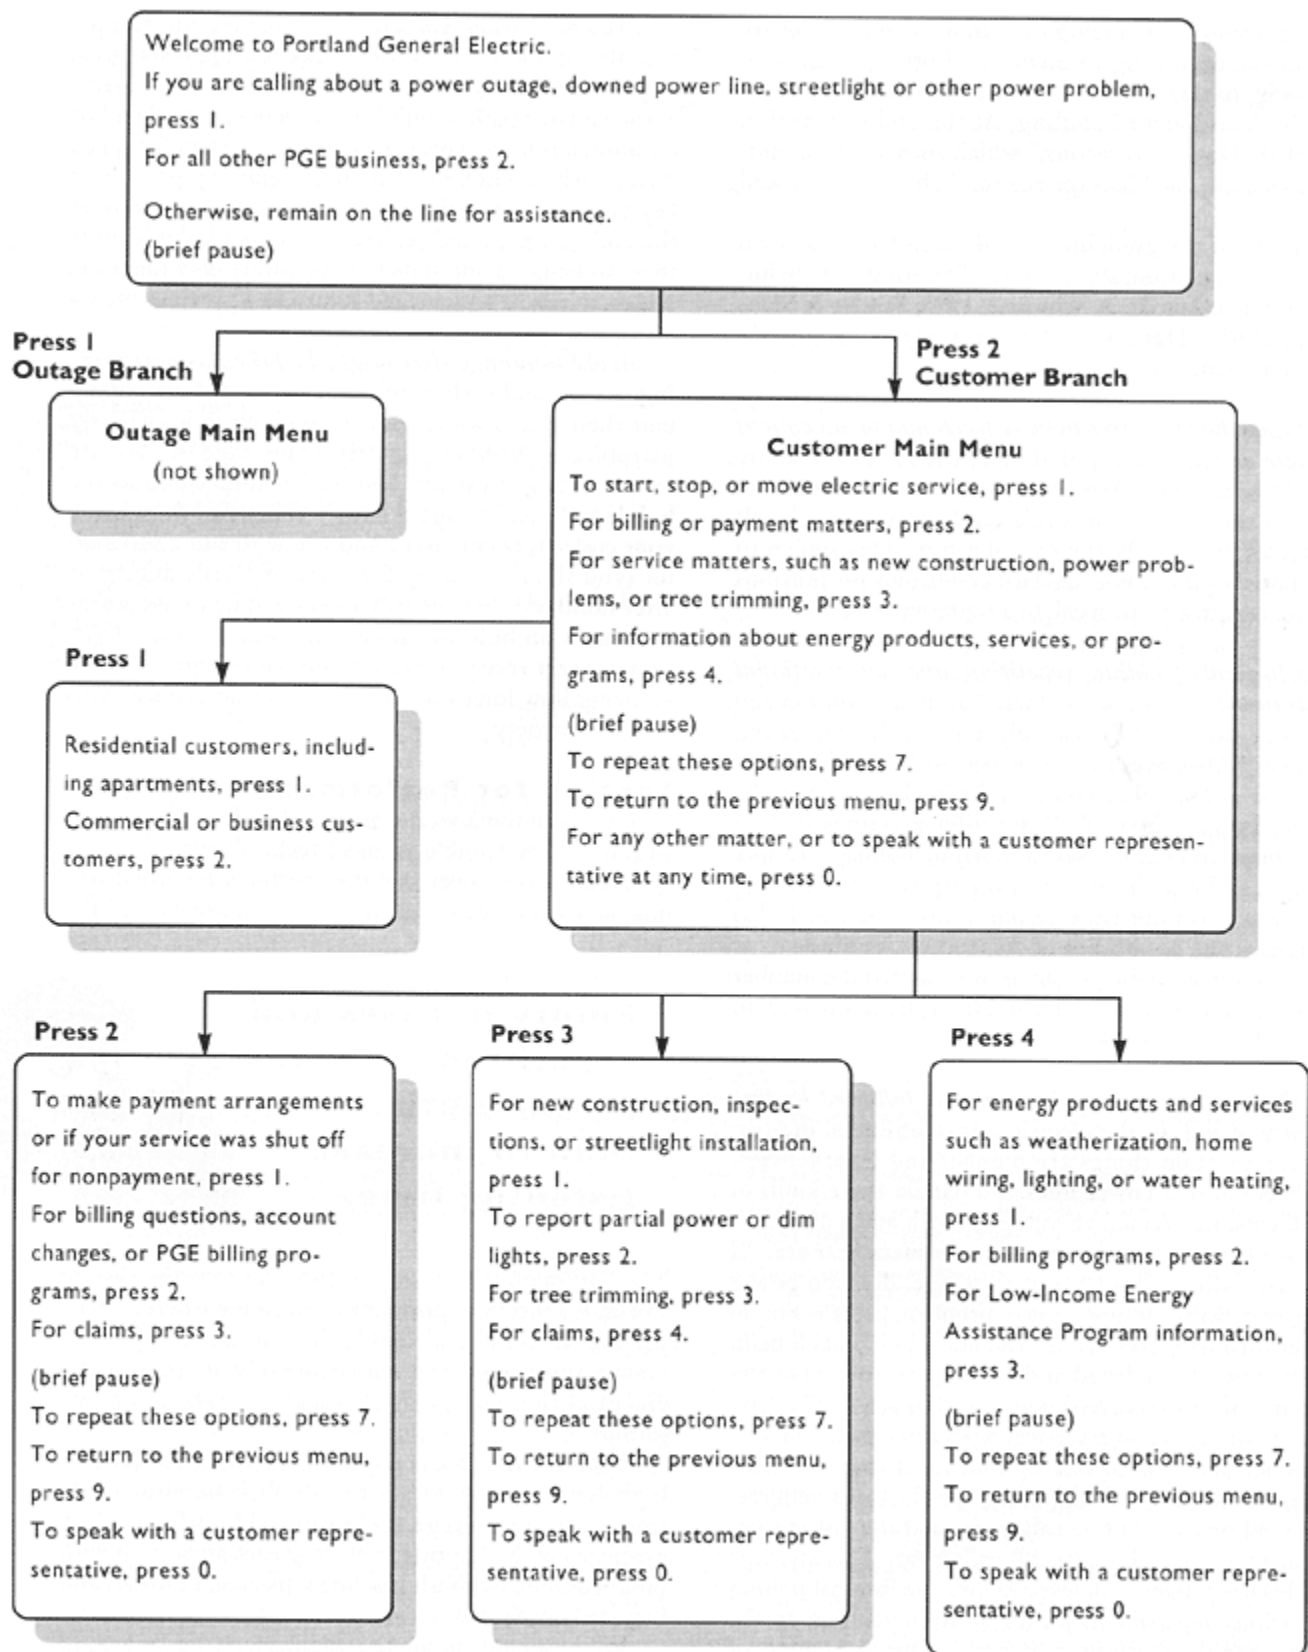 Welcome to Portland General Electric.
If you are calling about a power outage, downed power line, streetlight or other power problem,
press 1.
For all other PGE business, press 2.
Otherwise, remain on the line for assistance.
(brief pause)
Press 1
Outage Branch
Press 2
Customer Branch
Outage Main Menu
(not shown)
Customer Main Menu
To start, stop, or move electric service, press 1.
For billing or payment matters, press 2.
For service matters, such as new construction, power prob-
lems, or tree trimming, press 3.
For information about energy products, services, or pro-
grams, press 4.
(brief pause)
To repeat these options, press 7.
To return to the previous menu, press 9.
For any other matter, or to speak with a customer represen-
tative at any time, press 0.
Press 1
Residential customers, includ-
ing apartments, press 1.
Commercial or business cus-
tomers, press 2.
Press 2
To make payment arrangements
or if your service was shut off
for nonpayment, press 1.
For billing questions, account
changes, or PGE billing pro-
grams, press 2.
For claims, press 3.
(brief pause)
To repeat these options, press 7.
To return to the previous menu,
press 9.
To speak with a customer repre-
sentative, press 0.
Press 3
For new construction, inspec-
tions, or streetlight installation,
press 1.
To report partial power or dim
lights, press 2.
For tree trimming, press 3.
For claims, press 4.
(brief pause)
To repeat these options, press 7.
To return to the previous menu,
press 9.
To speak with a customer repre-
sentative, press 0.
Press 4
For energy products and services
such as weatherization, home
wiring, lighting, or water heating,
press 1.
For billing programs, press 2.
For Low-Income Energy
Assistance Program information,
press 3.
(brief pause)
To repeat these options, press 7.
To return to the previous menu,
press 9.
To speak with a customer repre-
sentative, press 0.